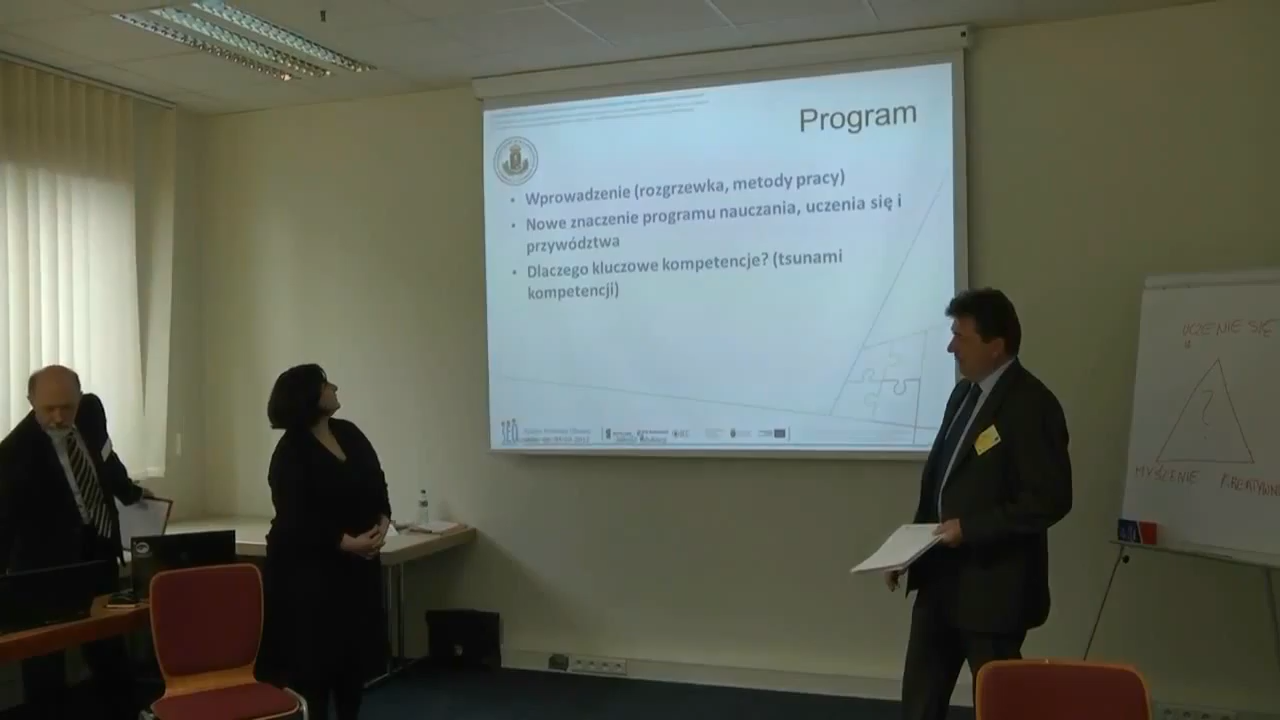 Program
• Wprowadzenie (rozgrzewka, metody pracy)
• Nowe znaczenie programu nauczania, uczenia się i
przywództwa
• Dlaczego kluczowe kompetencje? (tsunami
kompetencji)
UCZENIE SIĘ
?
MYŚLENIE